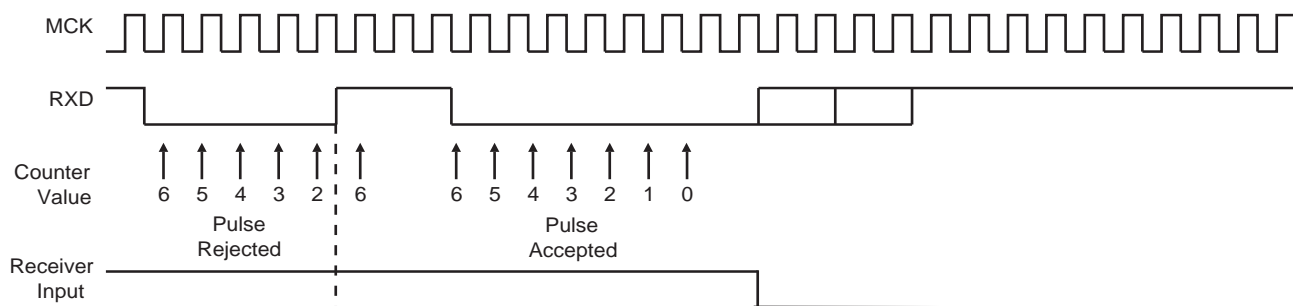 MCK
RXD
Counter
Value
6 5 4 3 2 6 6 5 4 3 2 1 0
Pulse
Rejected
Pulse
Accepted
Receiver
Input